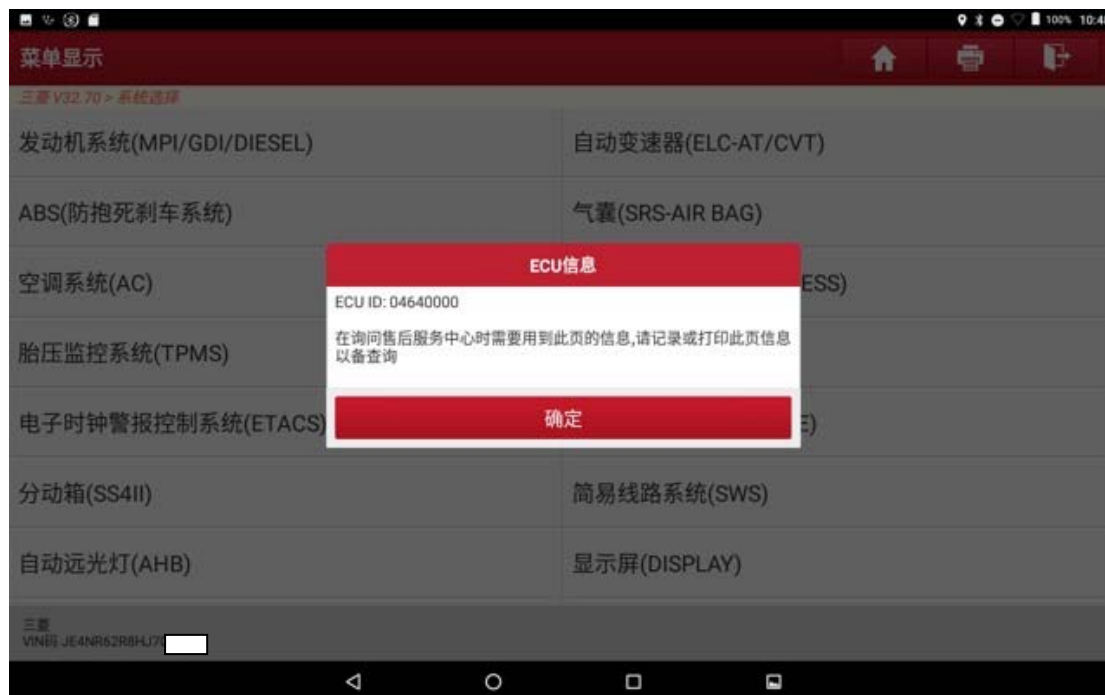 100% 10:4
菜单显示
三菱 V32.70 > 系统选择
发动机系统(MPI/GDI/DIESEL)
自动变速器(ELC-AT/CVT)
ABS(防抱死刹车系统)
气囊(SRS-AIR BAG)
ECU信息
空调系统(AC)
ESS)
ECU ID: 04640000
在询问售后服务中心时需要用到此页的信息,请记录或打印此页信息
以备查询
胎压监控系统(TPMS)
确定
电子时钟警报控制系统(ETACS)
E)
分动箱(SS4II)
简易线路系统(SWS)
自动远光灯(AHB)
显示屏(DISPLAY)
三菱
VIN码 JE4NR62R8HJ70